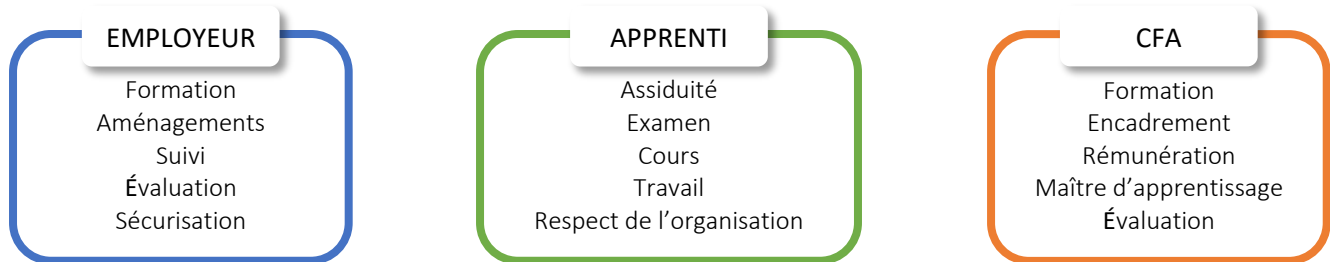 EMPLOYEUR
Formation
Aménagements
Suivi
Évaluation
Sécurisation
APPRENTI
Assiduité
Examen
Cours
Travail
Respect de l’organisation
CFA
Formation
Encadrement
Rémunération
Maître d’apprentissage
Évaluation